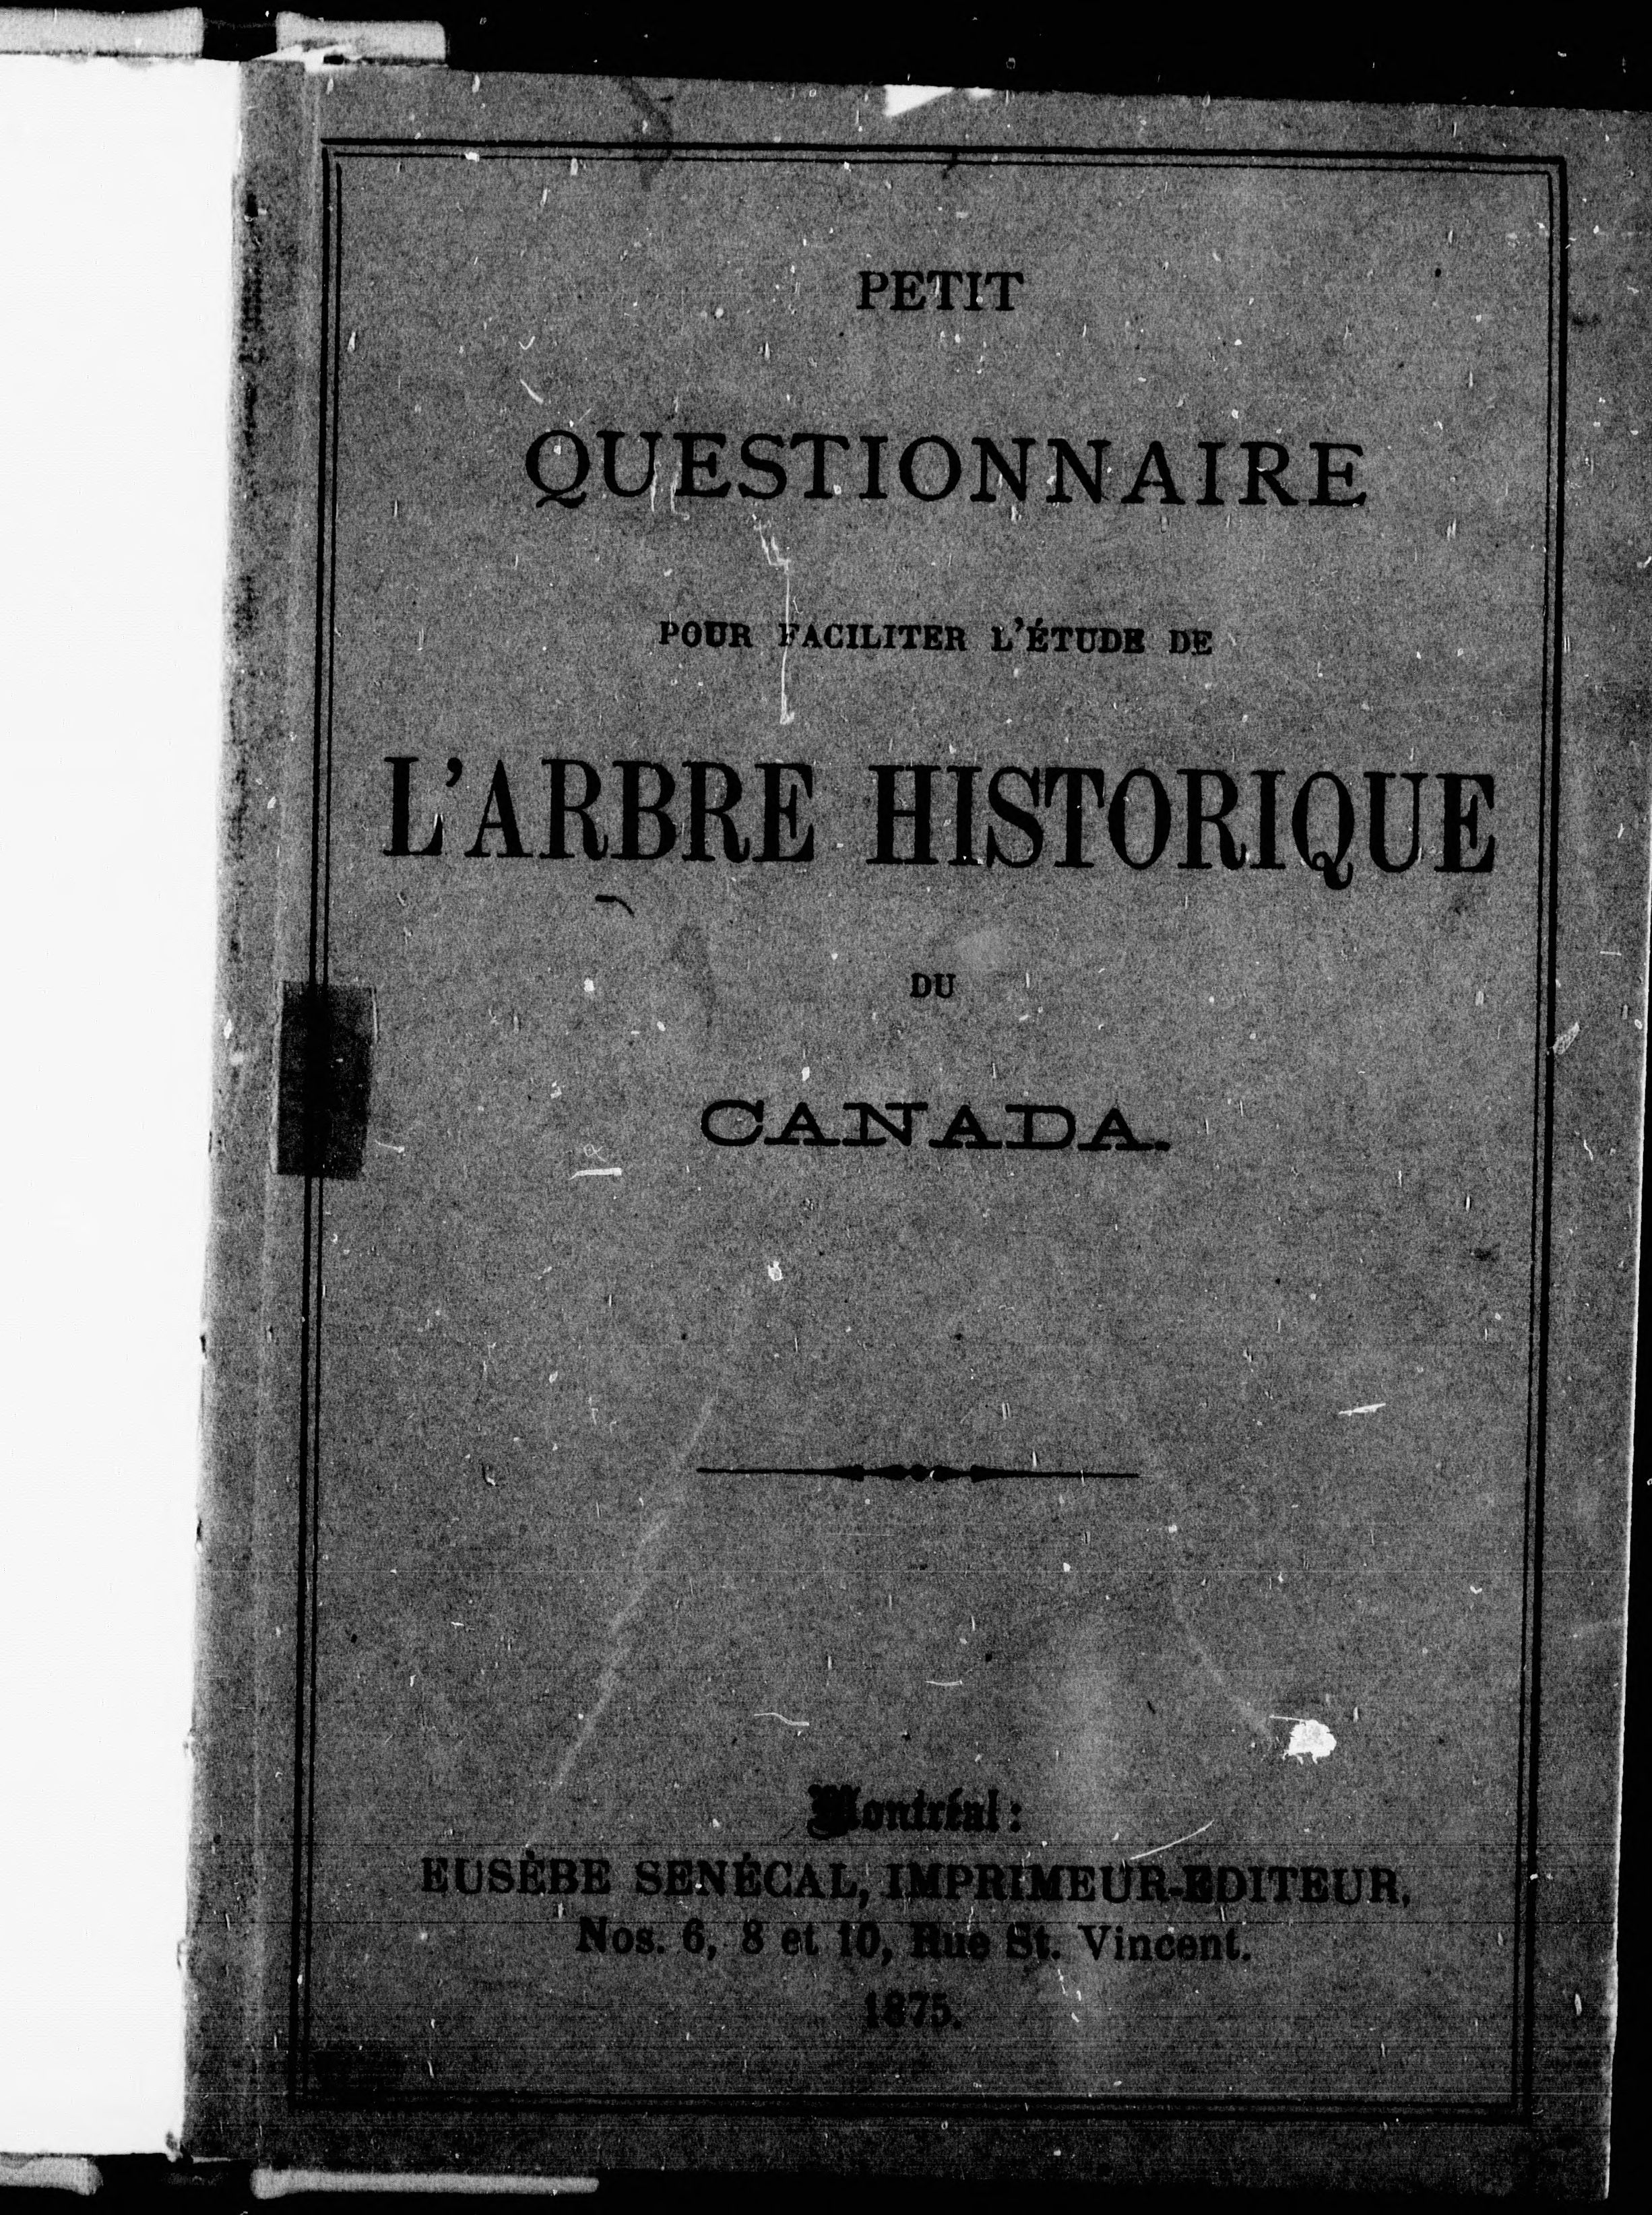 PETIT
QUESTIONNAIRE
POUR FACILITER L'ÉTUDE DE
L'ARBRE HISTORIQUE
DU
CANADA.
Montréal:
EUSÈBE SENÉCAL, IMPRIMEUR-EDITEUR,
Nos. 6, 8 et 10, Rue St. Vincent.
1875.